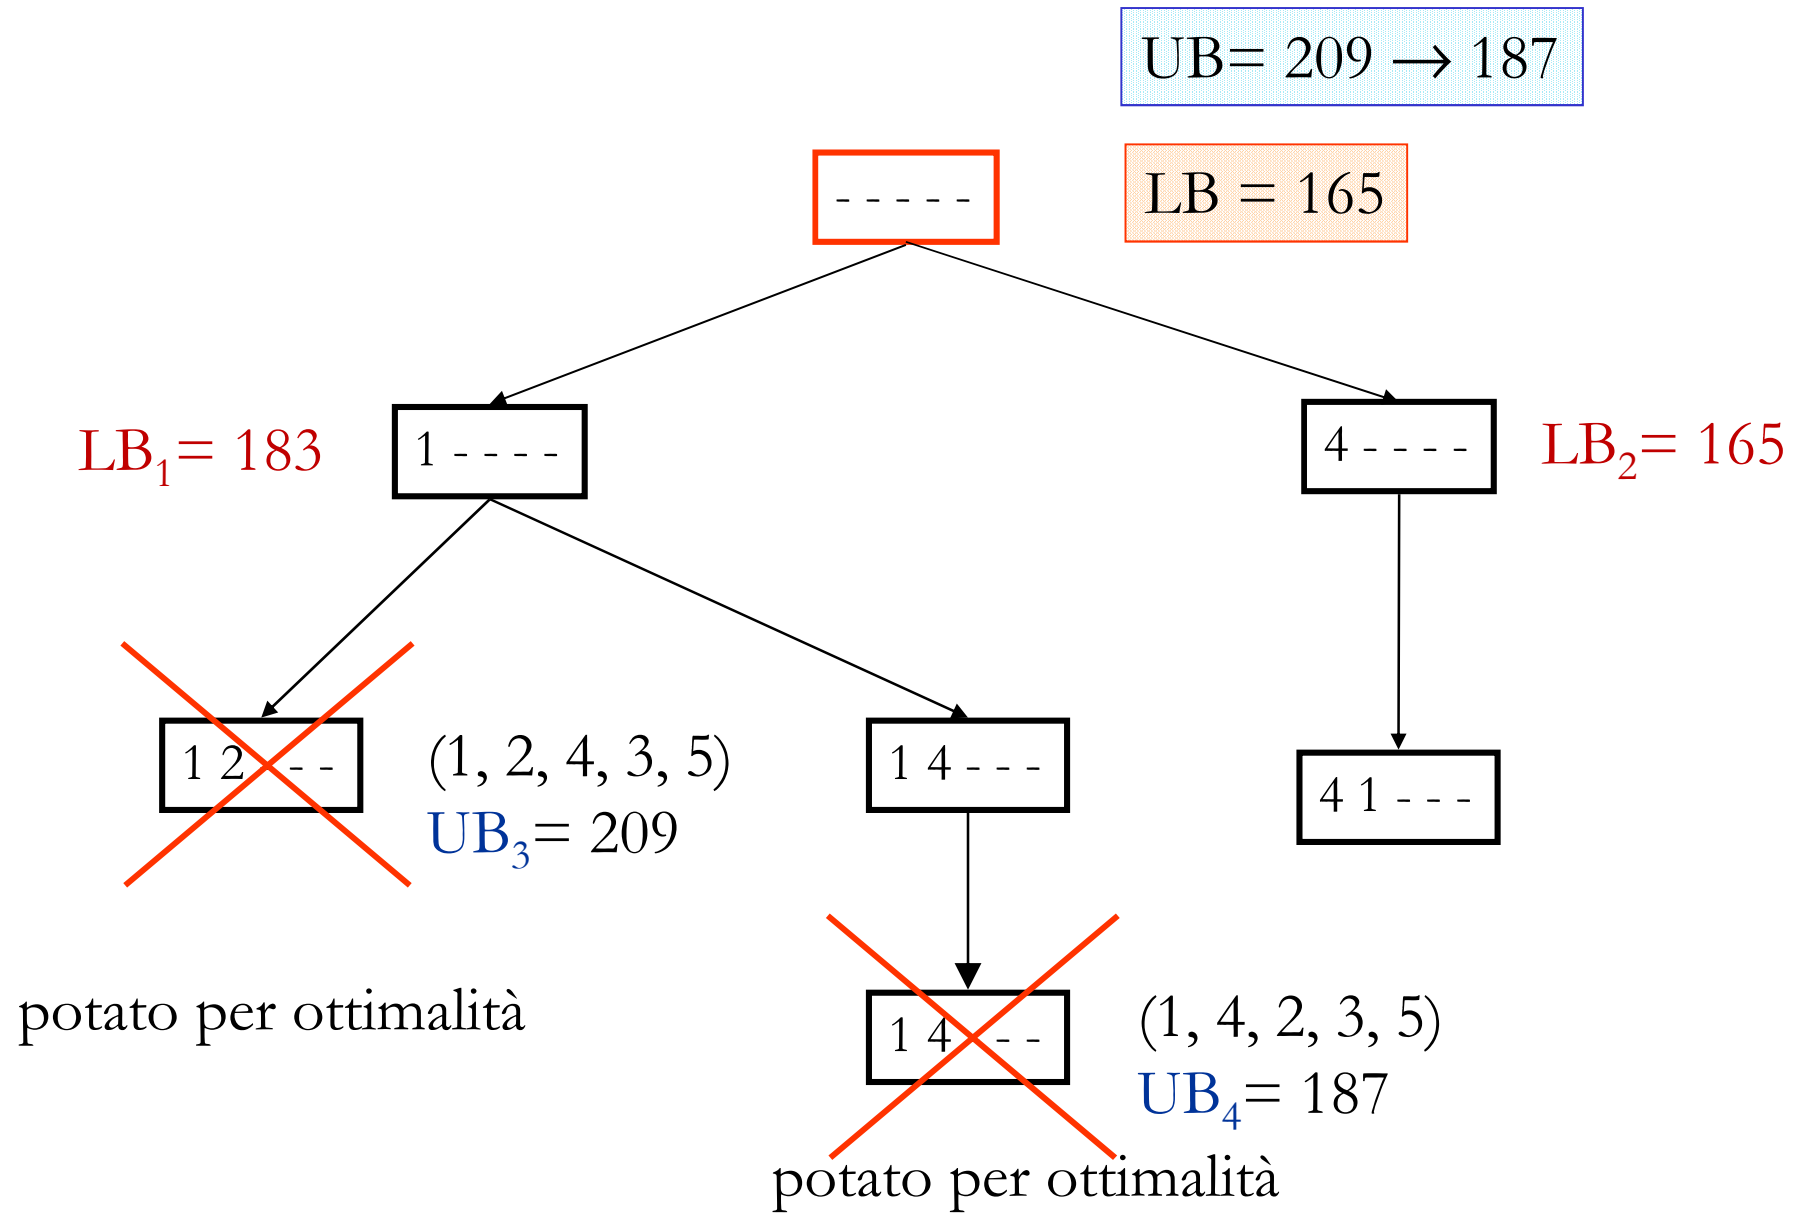 UB= 209 → 187
- - - - -
LB = 165
LB1= 183
1 - - - -
4 - - - -
LB2= 165
1 2 - -
(1, 2, 4, 3, 5)
UB3= 209
1 4 - - -
4 1 - - -
potato per ottimalità
1 4 - -
(1, 4, 2, 3, 5)
UB4= 187
potato per ottimalità